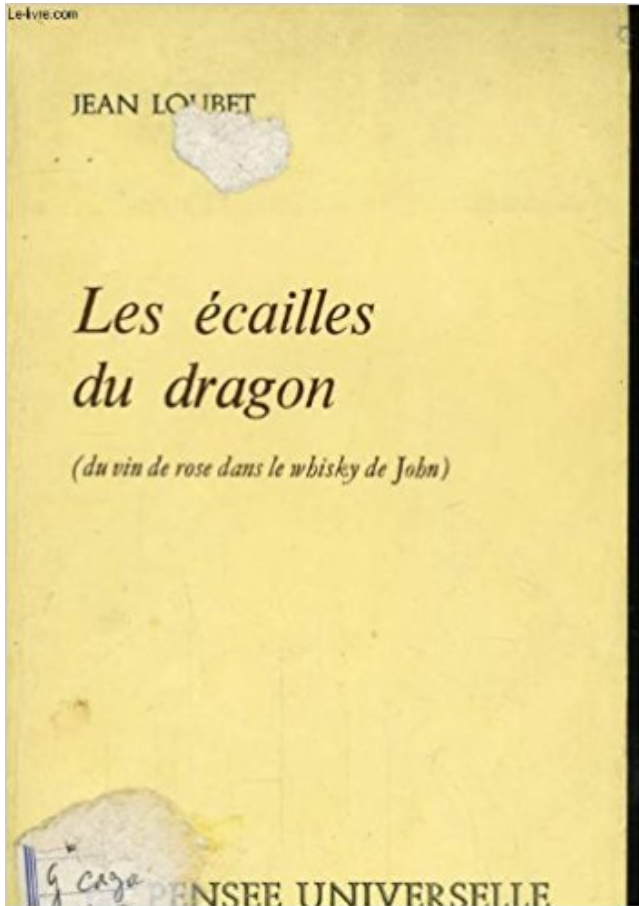 Le-livre.com
JEAN LOUBET
Les écailles
du dragon
(du vin de rose dans le whisky de John)
PENSEE UNIVERSELLE